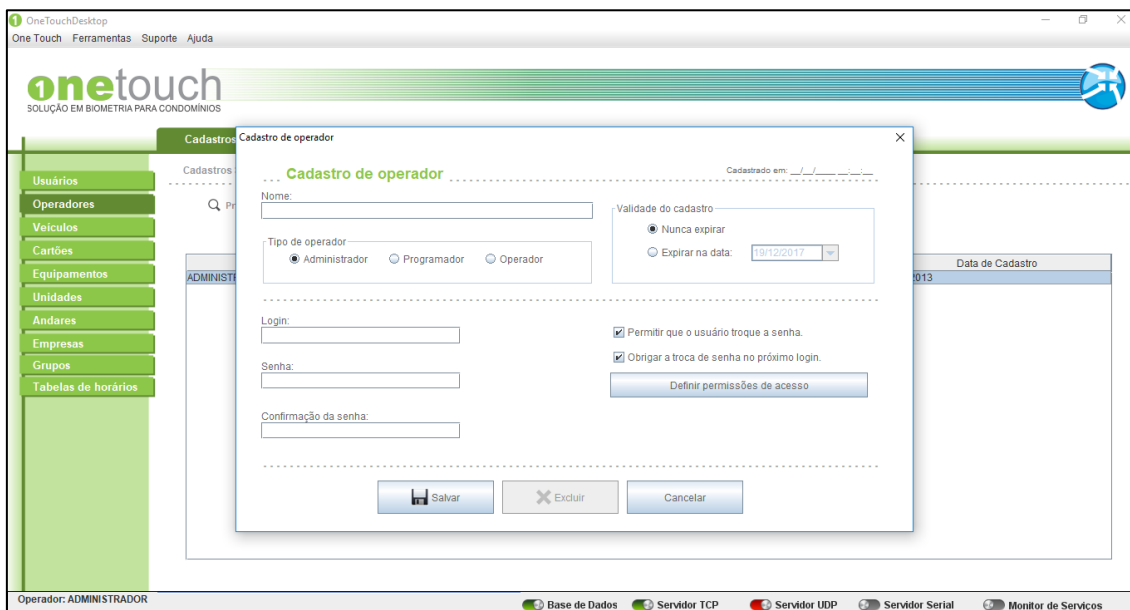 OneTouchDesktop
One Touch Ferramentas Suporte Ajuda
1 onetouch
SOLUÇÃO EM BIOMETRIA PARA CONDOMÍNIOS
Cadastros
Cadastro de operador
Cadastros
Cadastro de operador
Cadastrado em: __/__/____ __:__:__
Usuários
Operadores
Veículos
Cartões
Equipamentos
Unidades
Andares
Empresas
Grupos
Tabelas de horários
Nome:
Validade do cadastro
Nunca expirar
Expirar na data: 19/12/2017
Tipo de operador
Administrador Programador Operador
Data de Cadastro
Login:
Permitir que o usuário troque a senha.
Obrigar a troca de senha no próximo login.
Senha:
Definir permissões de acesso
Confirmação da senha:
Salvar Excluir Cancelar
Operador: ADMINISTRADOR
Base de Dados Servidor TCP Servidor UDP Servidor Serial Monitor de Serviços